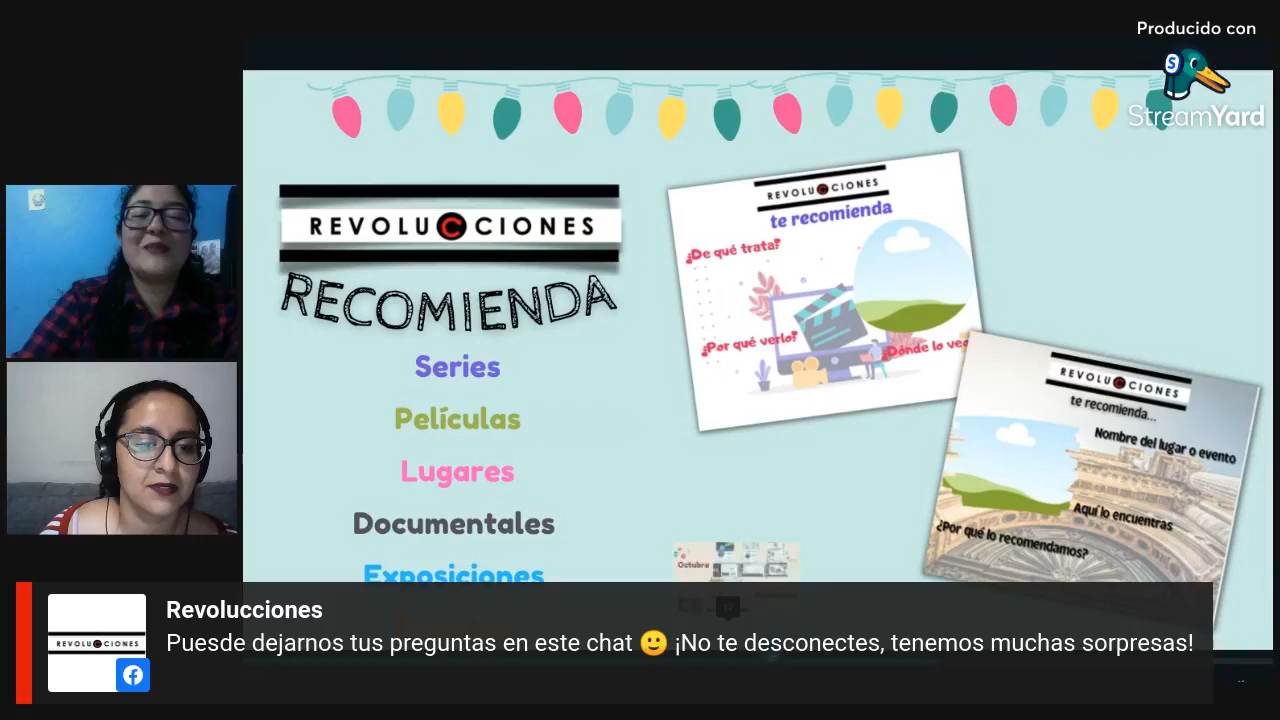 Producido con
StreamYard
REVOLUCCIONES
RECOMIENDA
Series
Películas
Lugares
Documentales
Exposiciones
REVOLUCCIONES
te recomienda
¿De qué trata?
¿Por qué verlo?
¿Dónde lo veo
REVOLUCCIONES
te recomienda...
Nombre del lugar o evento
Aquí lo encuentras
¿Por qué lo recomendamos?
Octubre
Revolucciones
Puesde dejarnos tus preguntas en este chat 🙂 ¡No te desconectes, tenemos muchas sorpresas!
REVOLUCCIONES